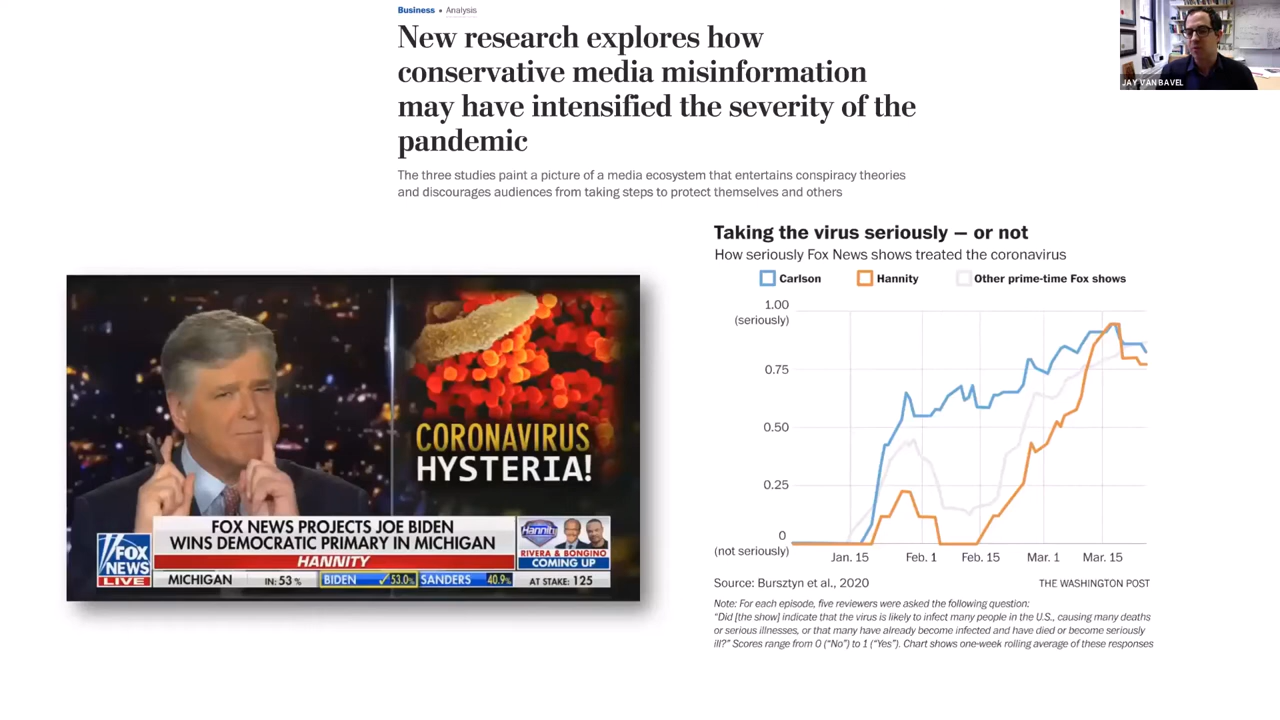 Business • Analysis
New research explores how
conservative media misinformation
may have intensified the severity of the
pandemic
The three studies paint a picture of a media ecosystem that entertains conspiracy theories
and discourages audiences from taking steps to protect themselves and others
JAY VAN BAVEL
CORONAVIRUS
HYSTERIA!
FOX NEWS PROJECTS JOE BIDEN
WINS DEMOCRATIC PRIMARY IN MICHIGAN
HANNITY
FOX
NEWS
LIVE
Hannity
RIVERA & BONGINO
COMING UP
MICHIGAN IN: 53% BIDEN ✓53.0% SANDERS 40.9% AT STAKE: 125
Taking the virus seriously — or not
How seriously Fox News shows treated the coronavirus
Carlson Hannity Other prime-time Fox shows
1.00
(seriously)
0.75
0.50
0.25
0
(not seriously)
Jan. 15 Feb. 1 Feb. 15 Mar. 1 Mar. 15
Source: Bursztyn et al., 2020 THE WASHINGTON POST
Note: For each episode, five reviewers were asked the following question:
“Did [the show] indicate that the virus is likely to infect many people in the U.S., causing many deaths
or serious illnesses, or that many have already become infected and have died or become seriously
ill?” Scores range from 0 (“No”) to 1 (“Yes”). Chart shows one-week rolling average of these responses